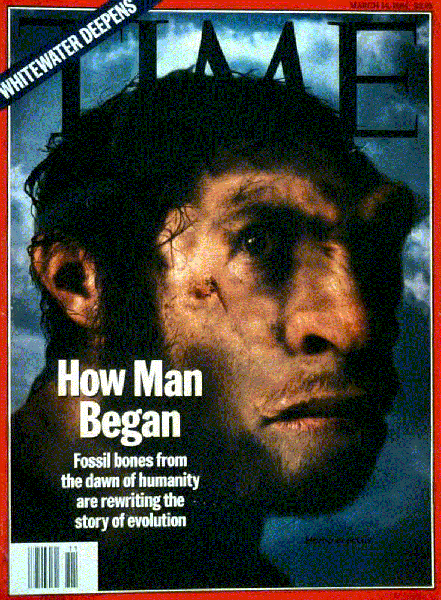 WHITEWATER DEEPENS
TIME
How Man
Began
Fossil bones from
the dawn of humanity
are rewriting the
story of evolution
11